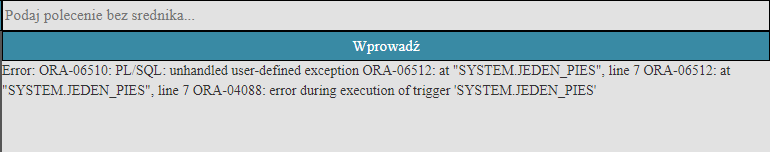 Podaj polecenie bez srednika...
Wprowadź
Error: ORA-06510: PL/SQL: unhandled user-defined exception ORA-06512: at "SYSTEM.JEDEN_PIES", line 7 ORA-06512: at
"SYSTEM.JEDEN_PIES", line 7 ORA-04088: error during execution of trigger 'SYSTEM.JEDEN_PIES'